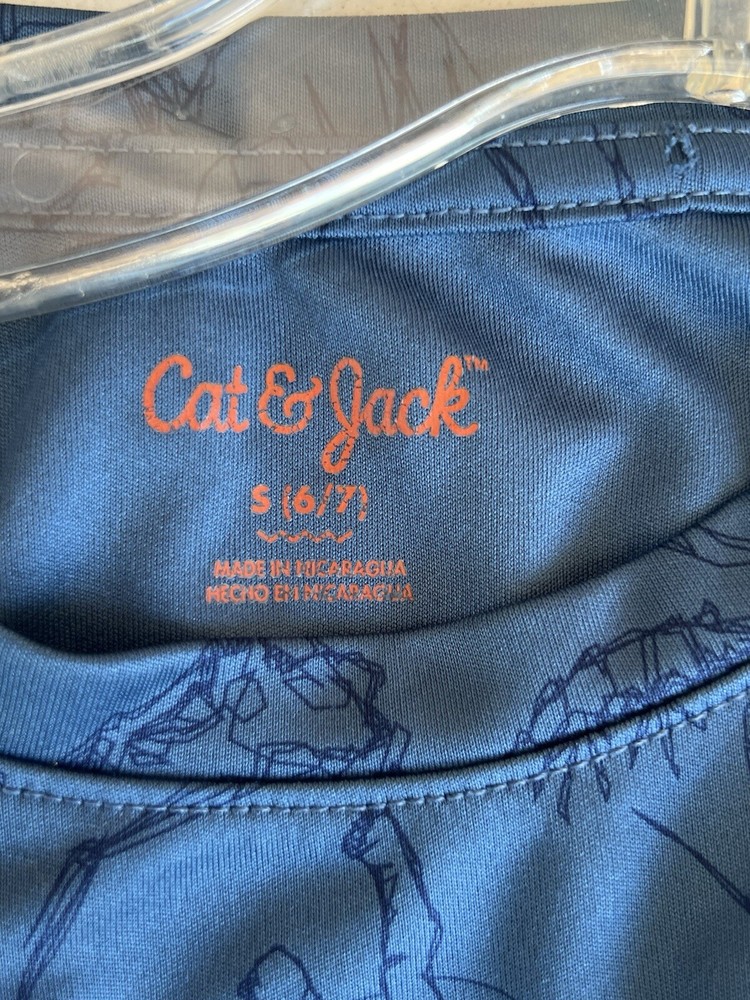 Cat & Jack™
S (6/7)
MADE IN NICARAGUA
HECHO EN NICARAGUA